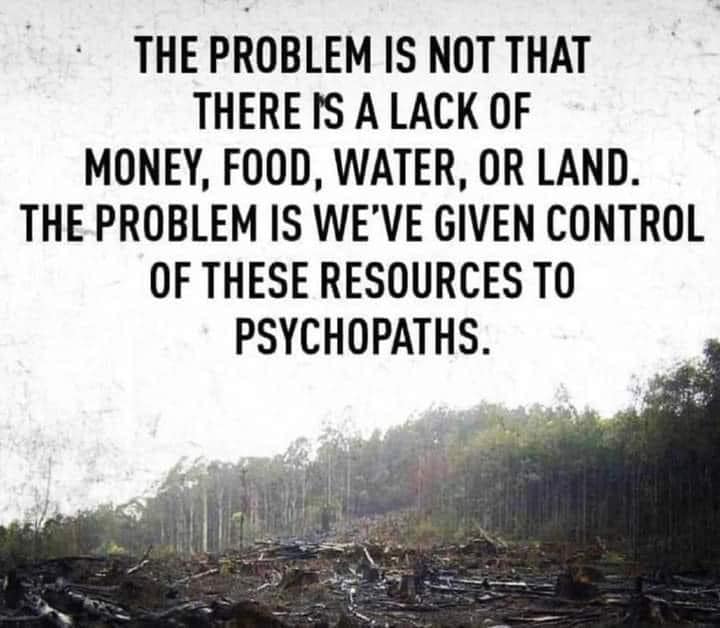 THE PROBLEM IS NOT THAT
THERE IS A LACK OF
MONEY, FOOD, WATER, OR LAND.
THE PROBLEM IS WE'VE GIVEN CONTROL
OF THESE RESOURCES TO
PSYCHOPATHS.